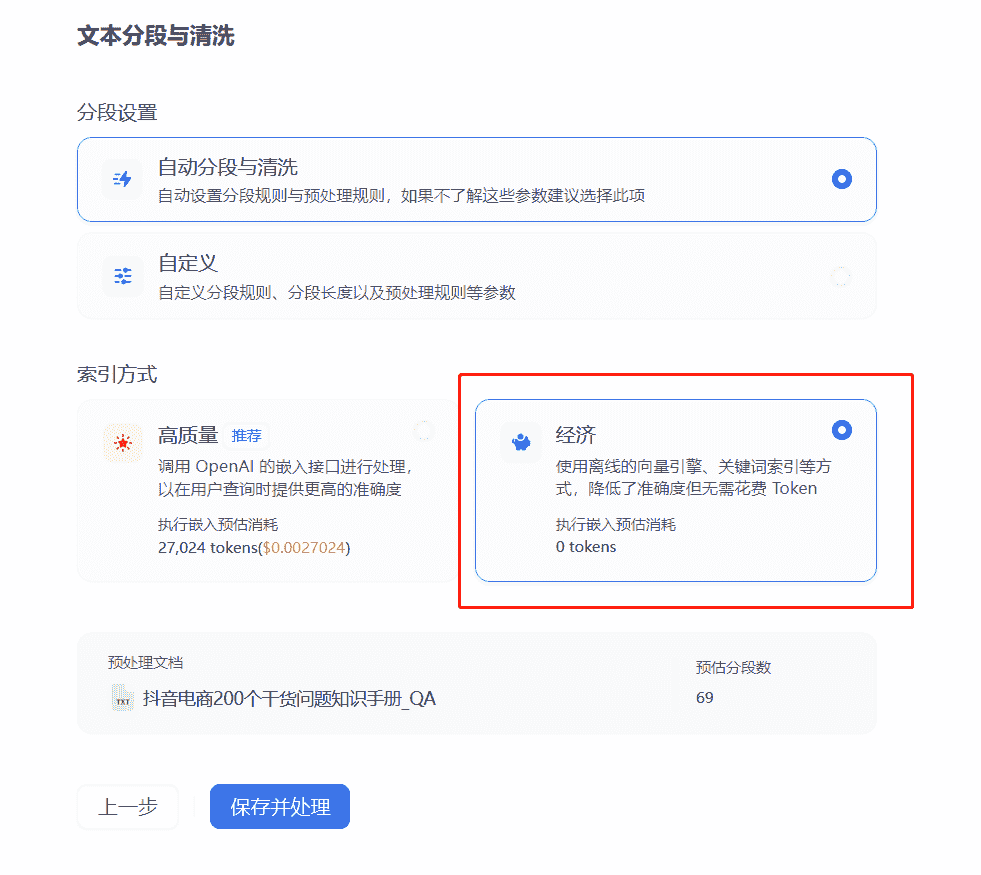 文本分段与清洗
分段设置
自动分段与清洗
自动设置分段规则与预处理规则，如果不了解这些参数建议选择此项
自定义
自定义分段规则、分段长度以及预处理规则等参数
索引方式
高质量 推荐
调用 OpenAI 的嵌入接口进行处理，
以在用户查询时提供更高的准确度
执行嵌入预估消耗
27,024 tokens($0.0027024)
经济
使用离线的向量引擎、关键词索引等方
式，降低了准确度但无需花费 Token
执行嵌入预估消耗
0 tokens
预处理文档
TXT 抖音电商200个干货问题知识手册_QA
预估分段数
69
上一步
保存并处理